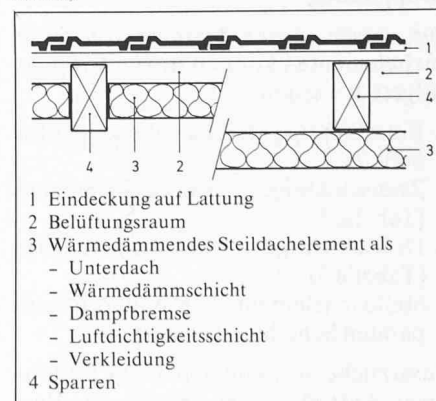 1
2
4
3
4 3 2
1 Eindeckung auf Lattung
2 Belüftungsraum
3 Wärmedämmendes Steildachelement als
– Unterdach
– Wärmedämmschicht
– Dampfbremse
– Luftdichtigkeitsschicht
– Verkleidung
4 Sparren